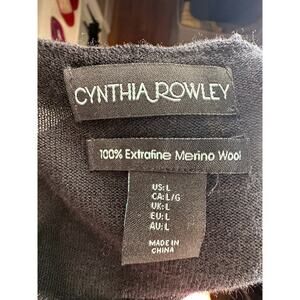 CYNTHIA ROWLEY
100% Extrafine Merino Wool
US: L
CA: L/G
UK: L
EU: L
AU: L
MADE IN
CHINA